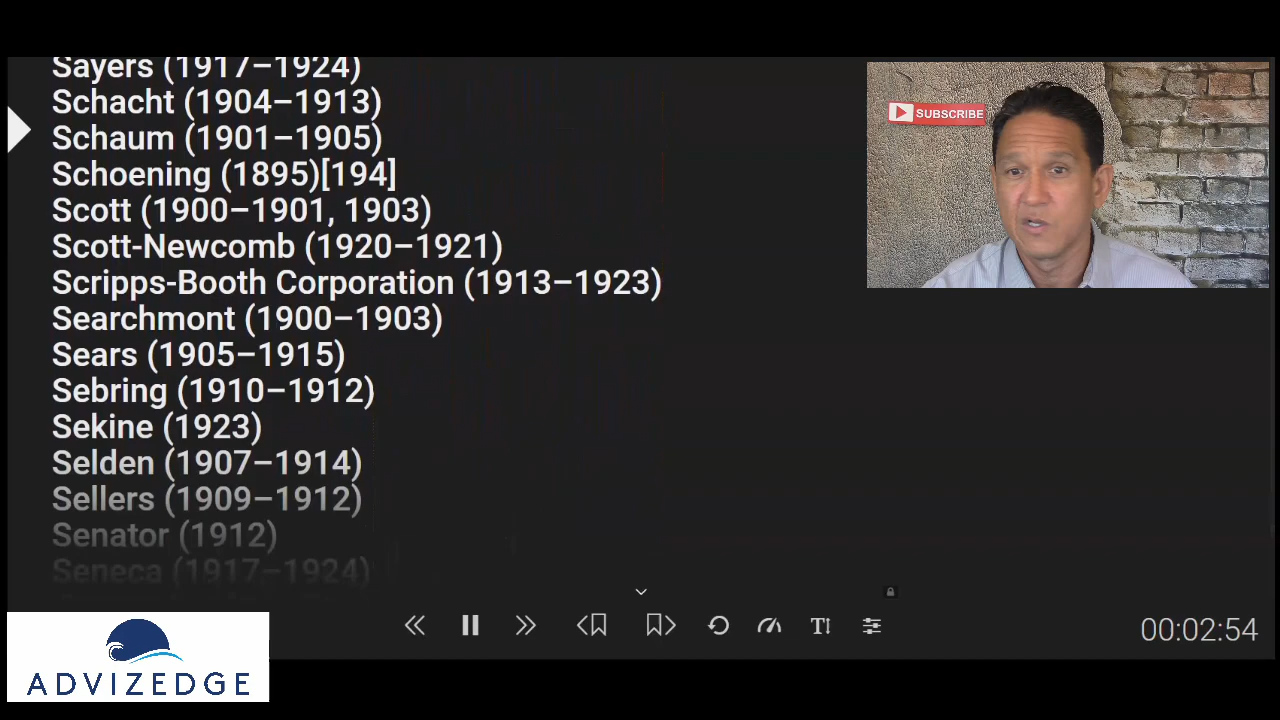 Sayers (1917–1924)
Schacht (1904–1913)
Schaum (1901–1905)
Schoening (1895)[194]
Scott (1900–1901, 1903)
Scott-Newcomb (1920–1921)
Scripps-Booth Corporation (1913–1923)
Searchmont (1900–1903)
Sears (1905–1915)
Sebring (1910–1912)
Sekine (1923)
Selden (1907–1914)
Sellers (1909–1912)
Senator (1912)
Seneca (1917–1924)
SUBSCRIBE
TI
00:02:54
ADVIZEDGE